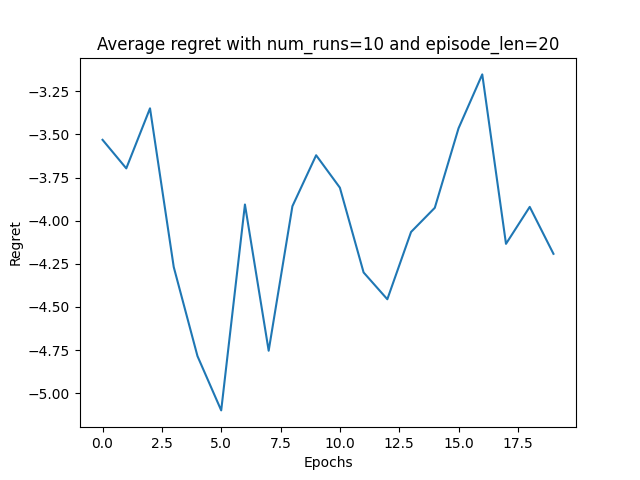 Average regret with num_runs=10 and episode_len=20
Regret
−3.25
−3.50
−3.75
−4.00
−4.25
−4.50
−4.75
−5.00
0.0 2.5 5.0 7.5 10.0 12.5 15.0 17.5
Epochs